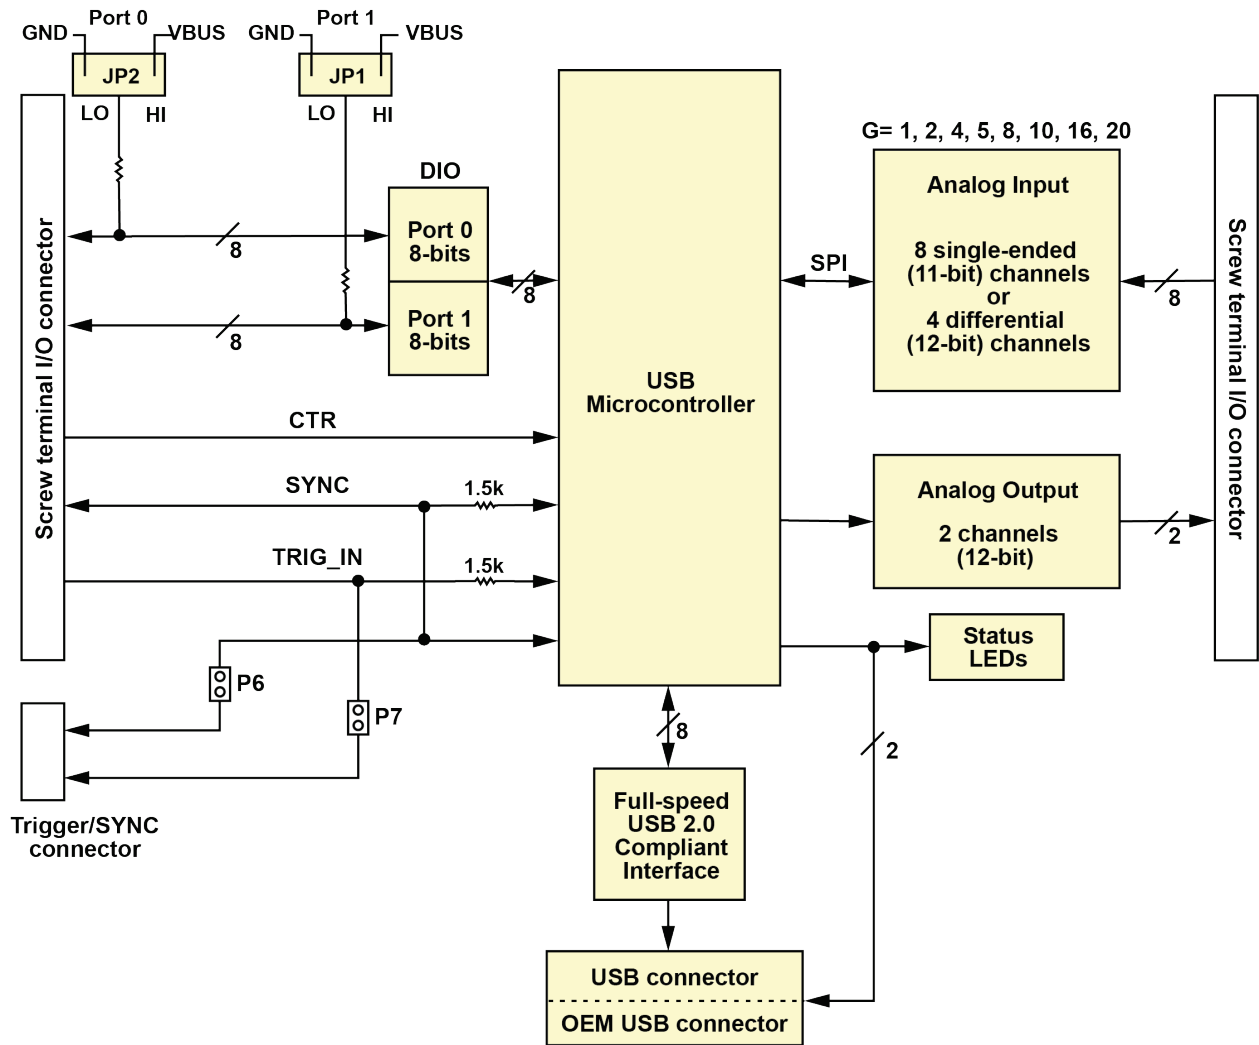 Port 0
GND
VBUS
JP2
LO
HI
Port 1
GND
VBUS
JP1
LO
HI
Screw terminal I/O connector
DIO
Port 0
8-bits
Port 1
8-bits
8
8
8
CTR
SYNC
1.5k
TRIG_IN
1.5k
P6
P7
Trigger/SYNC
connector
USB
Microcontroller
SPI
G= 1, 2, 4, 5, 8, 10, 16, 20
Analog Input
8 single-ended
(11-bit) channels
or
4 differential
(12-bit) channels
8
Analog Output
2 channels
(12-bit)
2
Screw terminal I/O connector
Status
LEDs
2
8
Full-speed
USB 2.0
Compliant
Interface
USB connector
OEM USB connector